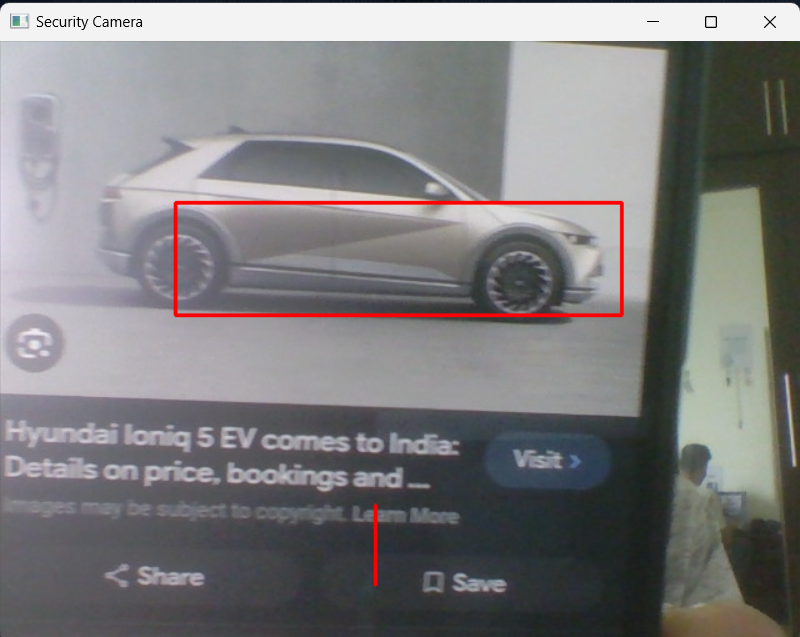 Security Camera
Hyundai Ioniq 5 EV comes to India:
Details on price, bookings and ...
Visit >
Images may be subject to copyright. Learn More
Share
Save